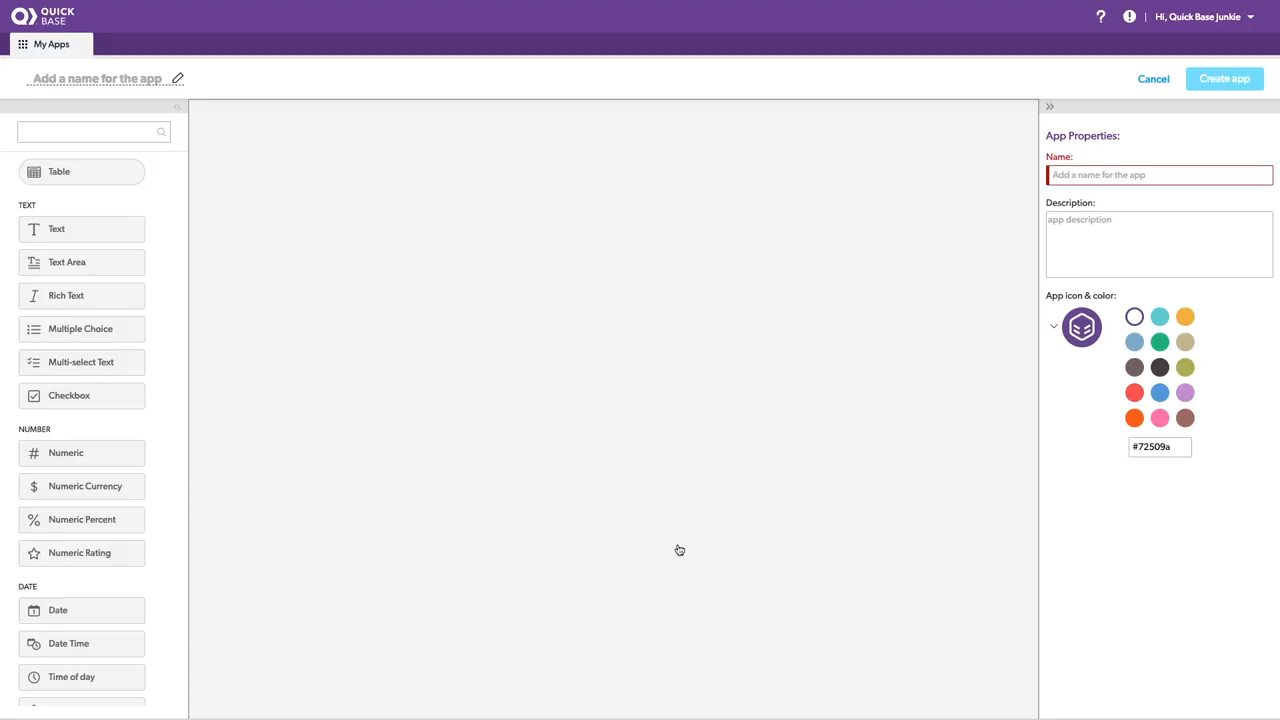 QUICK
BASE
Hi, Quick Base Junkie
My Apps
Add a name for the app
Cancel
Create app
Table
TEXT
Text
Text Area
Rich Text
Multiple Choice
Multi-select Text
Checkbox
NUMBER
# Numeric
$ Numeric Currency
% Numeric Percent
Numeric Rating
DATE
Date
Date Time
Time of day
App Properties:
Name:
Add a name for the app
Description:
app description
App icon & color:
#72509a